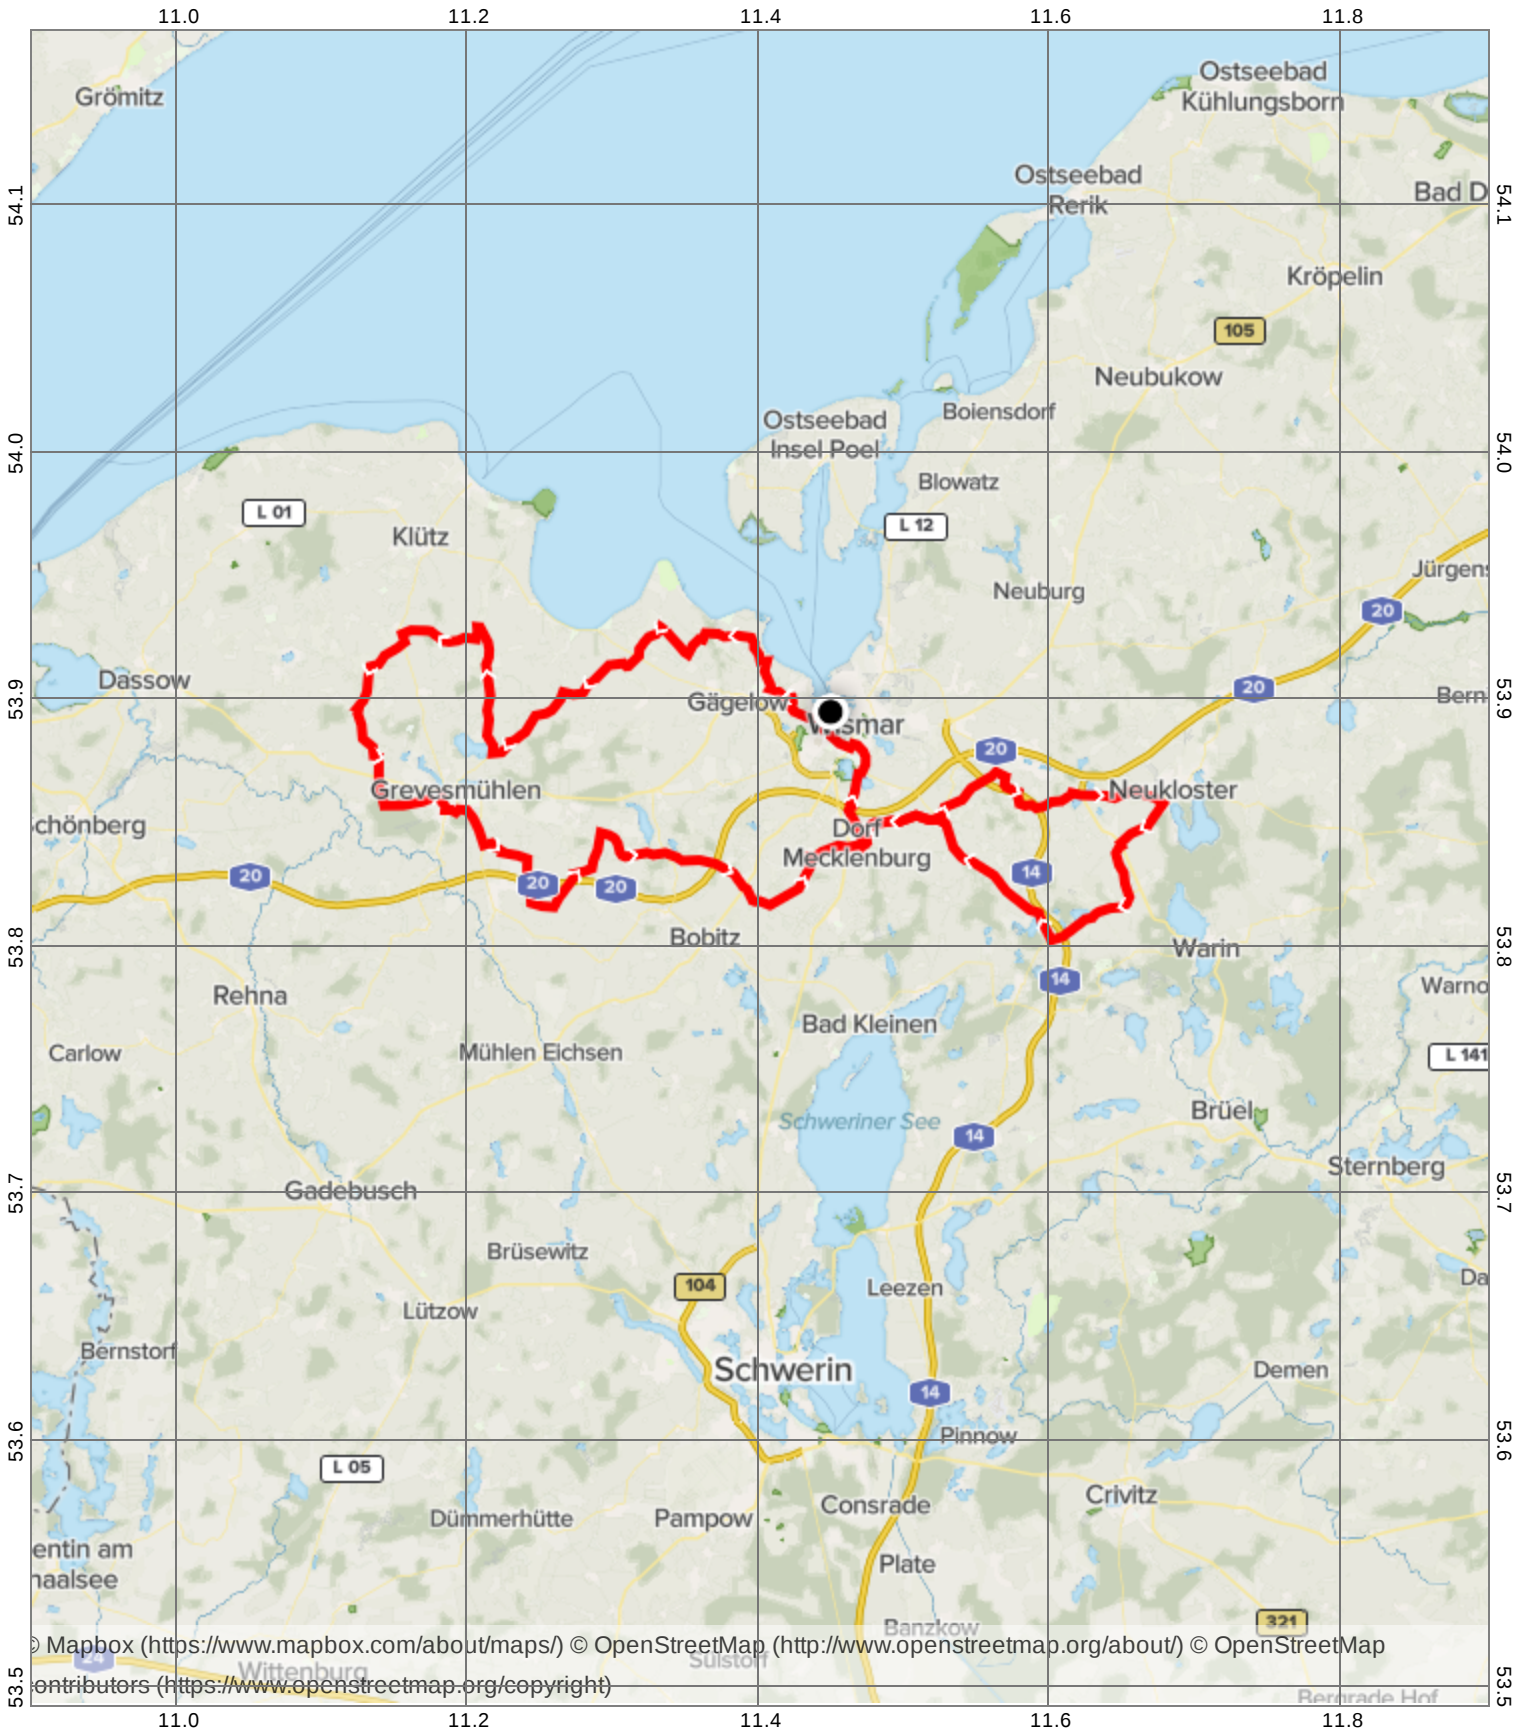 11.0 11.2 11.4 11.6 11.8
Ostseebad
Kühlungsborn
Grömitz
Ostseebad
Rerik
54.1
Bad D
54.1
Kröpelin
105
Neubukow
Ostseebad
Insel Poel
Boiensdorf
54.0
54.0
Blowatz
L 01
L 12
Klütz
Jürgens
Neuburg
20
Dassow
20
53.9
Gägelow
Bern
53.9
Wismar
20
Grevesmühlen
Neukloster
Schönberg
Dorf
Mecklenburg
20
20
20
14
53.8
Bobitz
Warin
53.8
14
Rehna
Warno
Bad Kleinen
Carlow
Mühlen Eichsen
L 141
Brüel
Schweriner See
14
Sternberg
53.7
Gadebusch
53.7
Brüsewitz
104
Leezen
Da
Lützow
Bernstorf
Schwerin
Demen
14
53.6
Pinnow
53.6
L 05
Crivitz
Dümmerhütte
Pampow
Consrade
entin am
haalsee
Plate
Banzkow
321
© Mapbox (https://www.mapbox.com/about/maps/) © OpenStreetMap (http://www.openstreetmap.org/about/) © OpenStreetMap
24
Wittenburg
Sülstorf
contributors (https://www.openstreetmap.org/copyright)
53.5
Bergrade Hof
53.5
11.0 11.2 11.4 11.6 11.8